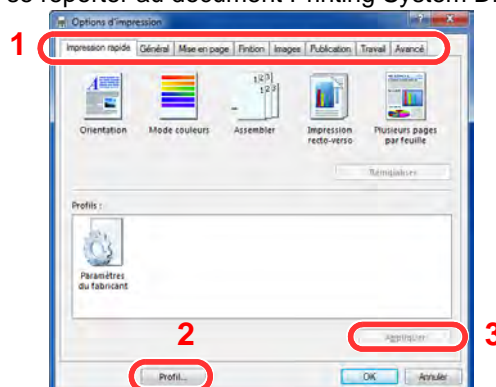 se reporter au document Printing System D
Options d'impression
1
Impression rapide Général Mise en page Finition Images Publication Travail Avancé
Orientation Mode couleurs Assembler Impression recto-verso Plusieurs pages par feuille
Réinitialiser
Profils :
Paramètres
du fabricant
2
3
Appliquer
Profil...
OK Annuler